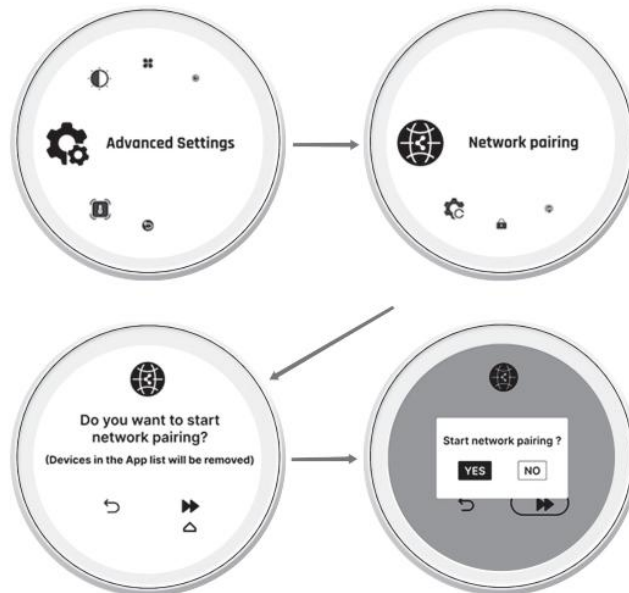 Advanced Settings
Network pairing
Do you want to start
network pairing?
(Devices in the App list will be removed)
Start network pairing ?
YES
NO